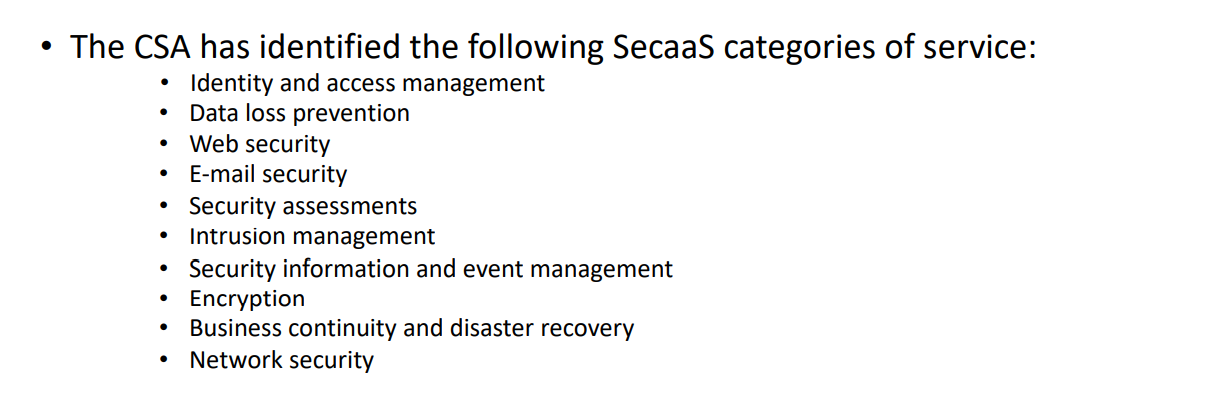 • The CSA has identified the following SecaaS categories of service:
• Identity and access management
• Data loss prevention
• Web security
• E-mail security
• Security assessments
• Intrusion management
• Security information and event management
• Encryption
• Business continuity and disaster recovery
• Network security